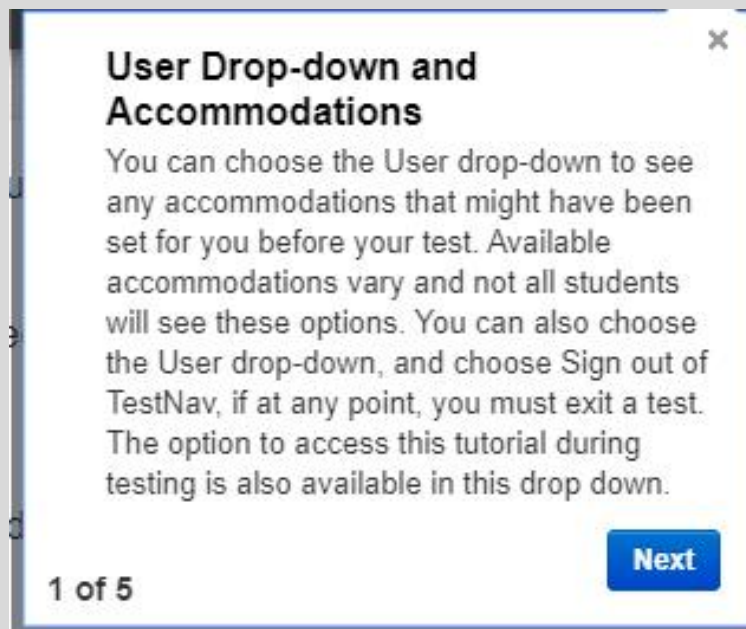 ×
User Drop-down and
Accommodations
You can choose the User drop-down to see
any accommodations that might have been
set for you before your test. Available
accommodations vary and not all students
will see these options. You can also choose
the User drop-down, and choose Sign out of
TestNav, if at any point, you must exit a test.
The option to access this tutorial during
testing is also available in this drop down.
Next
1 of 5